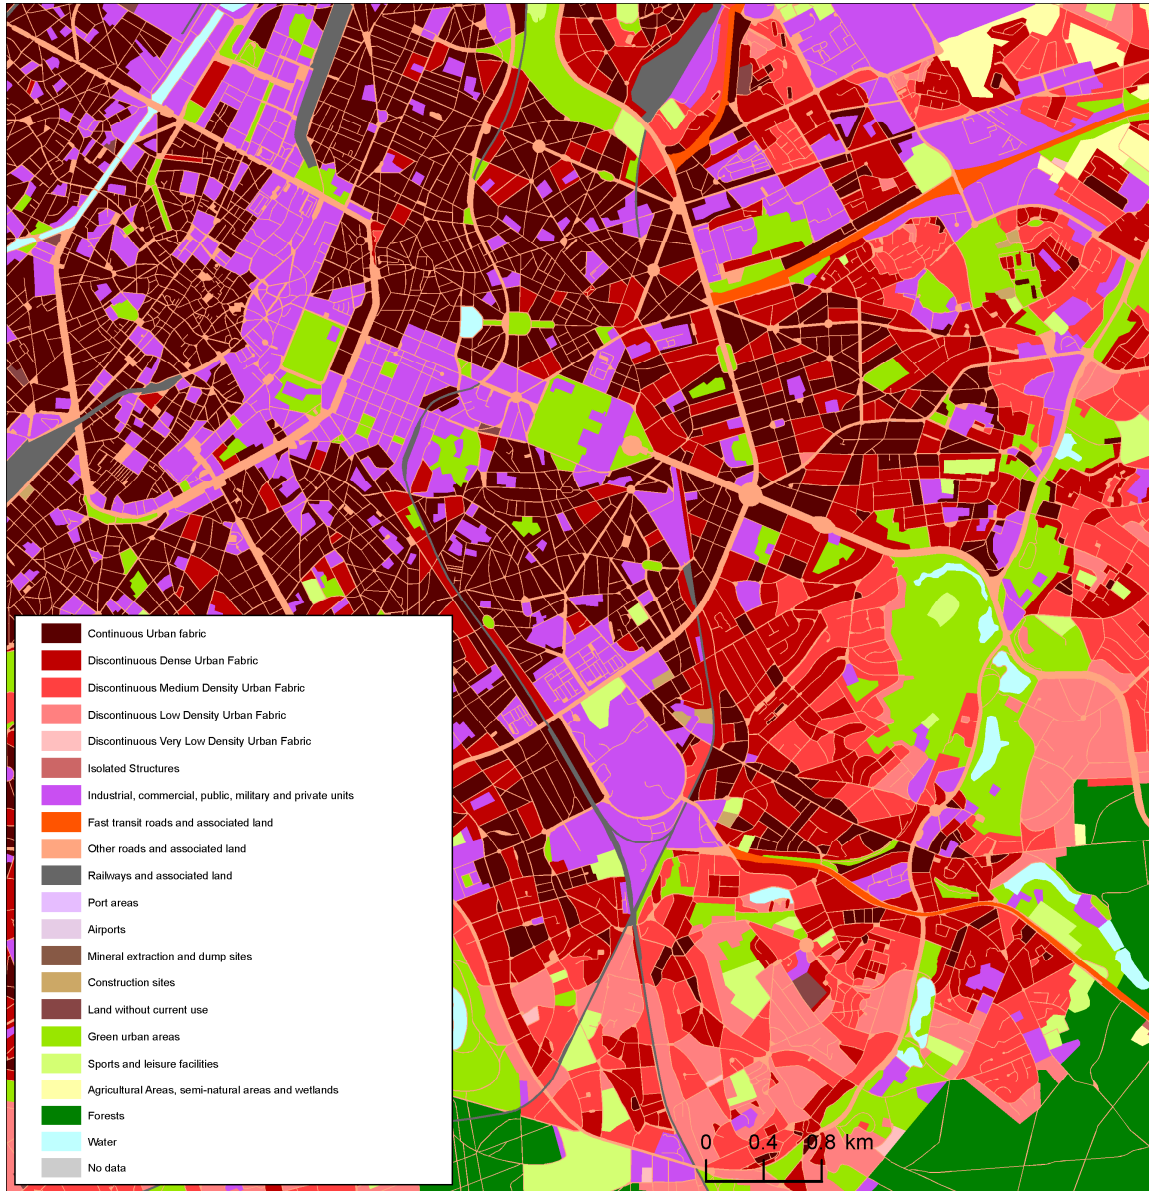 Continuous Urban fabric
Discontinuous Dense Urban Fabric
Discontinuous Medium Density Urban Fabric
Discontinuous Low Density Urban Fabric
Discontinuous Very Low Density Urban Fabric
Isolated Structures
Industrial, commercial, public, military and private units
Fast transit roads and associated land
Other roads and associated land
Railways and associated land
Port areas
Airports
Mineral extraction and dump sites
Construction sites
Land without current use
Green urban areas
Sports and leisure facilities
Agricultural Areas, semi-natural areas and wetlands
Forests
Water
No data
0 0.4 0.8 km